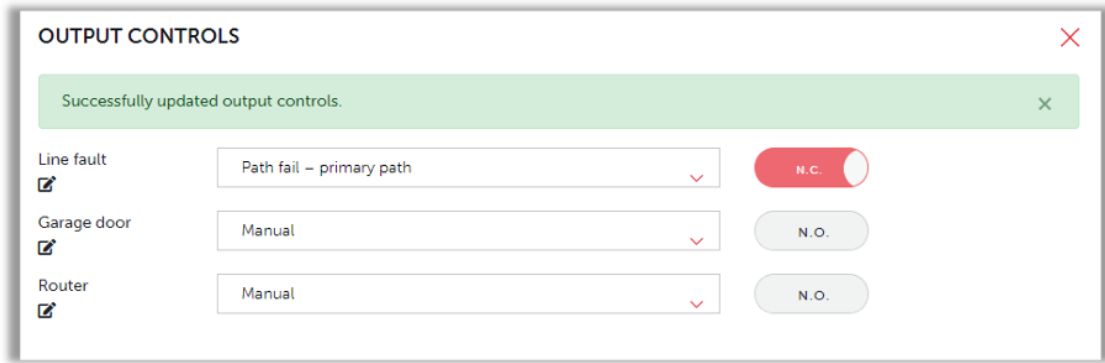 OUTPUT CONTROLS
Successfully updated output controls.
Line fault
Path fail – primary path
N.C.
Garage door
Manual
N.O.
Router
Manual
N.O.